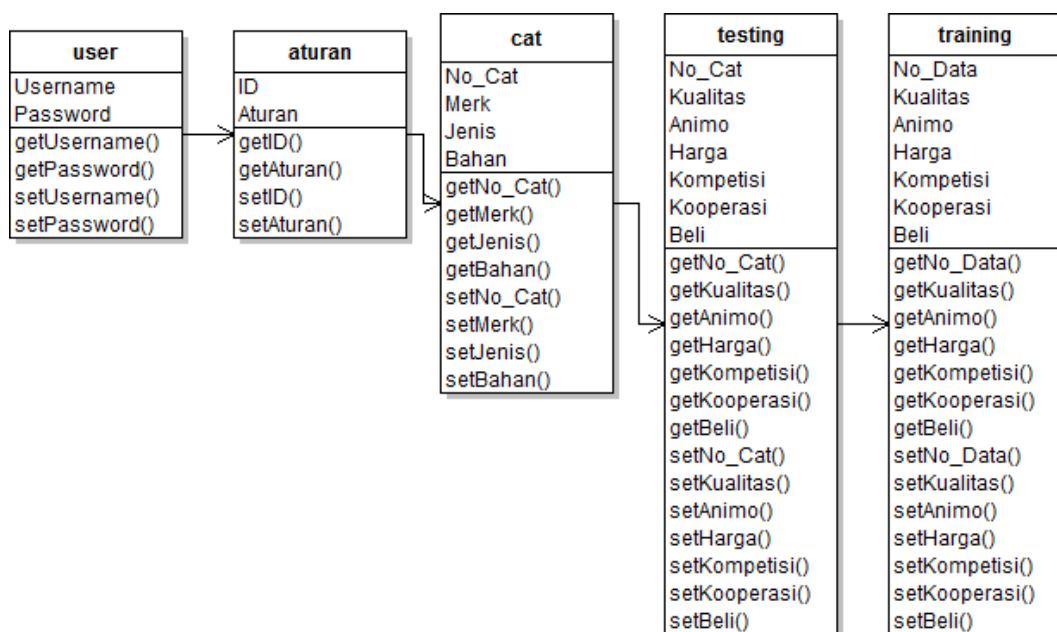 user
Username
Password
getUsername()
getPassword()
setUsername()
setPassword()
aturan
ID
Aturan
getID()
getAturan()
setID()
setAturan()
cat
No_Cat
Merk
Jenis
Bahan
getNo_Cat()
getMerk()
getJenis()
getBahan()
setNo_Cat()
setMerk()
setJenis()
setBahan()
testing
No_Cat
Kualitas
Animo
Harga
Kompetisi
Kooperasi
Beli
getNo_Cat()
getKualitas()
getAnimo()
getHarga()
getKompetisi()
getKooperasi()
getBeli()
setNo_Cat()
setKualitas()
setAnimo()
setHarga()
setKompetisi()
setKooperasi()
setBeli()
training
No_Data
Kualitas
Animo
Harga
Kompetisi
Kooperasi
Beli
getNo_Data()
getKualitas()
getAnimo()
getHarga()
getKompetisi()
getKooperasi()
getBeli()
setNo_Data()
setKualitas()
setAnimo()
setHarga()
setKompetisi()
setKooperasi()
setBeli()